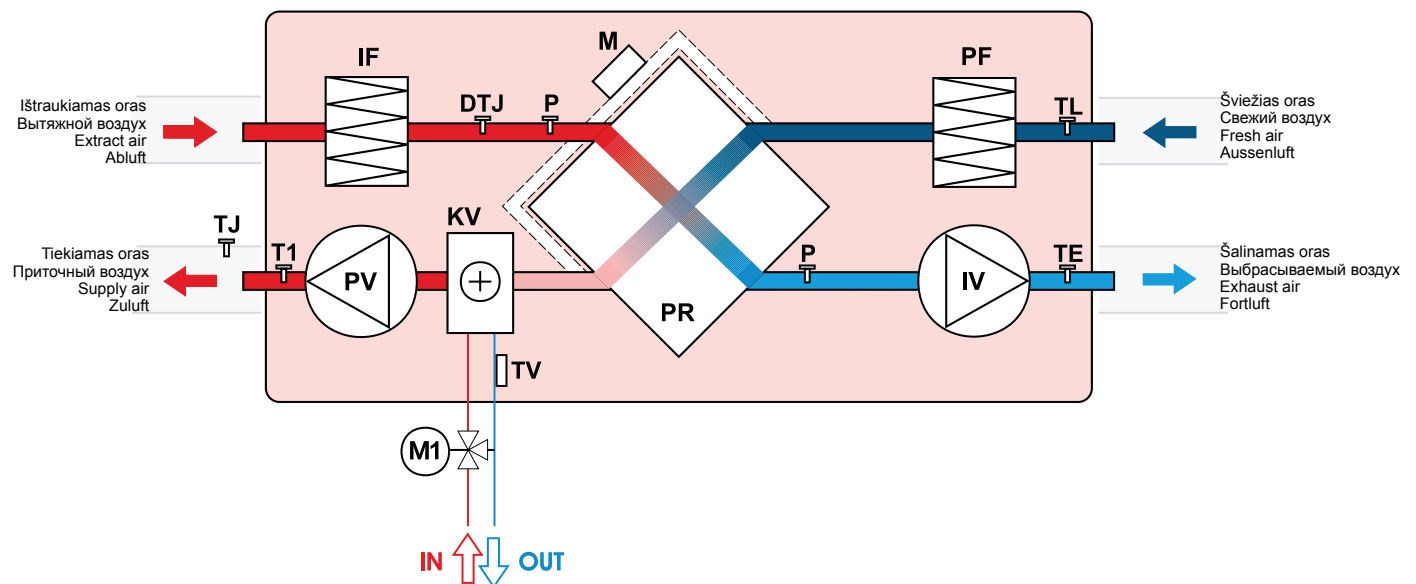 M
IF
PF
DTJ
P
TL
Ištraukiamas oras
Вытяжной воздух
Extract air
Abluft
Šviežias oras
Свежий воздух
Fresh air
Aussenluft
TJ
KV
T1
PV
P
IV
TE
PR
Tiekiamas oras
Приточный воздух
Supply air
Zuluft
Šalinamas oras
Выбрасываемый воздух
Exhaust air
Fortluft
TV
M1
IN
OUT